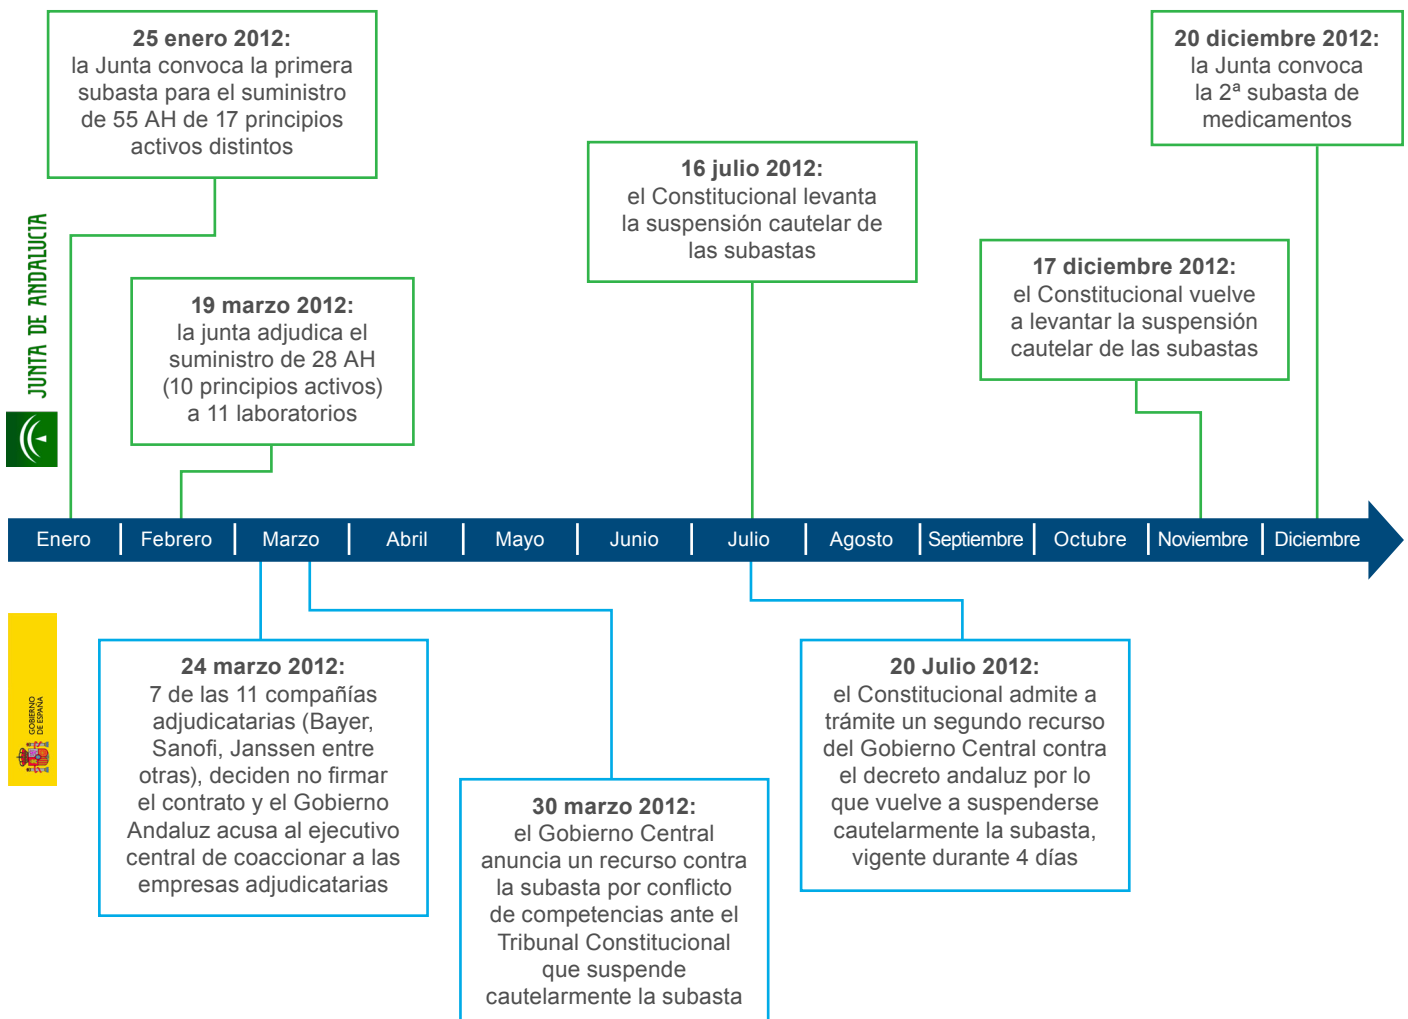 25 enero 2012:
la Junta convoca la primera
subasta para el suministro
de 55 AH de 17 principios
activos distintos
20 diciembre 2012:
la Junta convoca
la 2ª subasta de
medicamentos
16 julio 2012:
el Constitucional levanta
la suspensión cautelar de
las subastas
17 diciembre 2012:
el Constitucional vuelve
a levantar la suspensión
cautelar de las subastas
19 marzo 2012:
la junta adjudica el
suministro de 28 AH
(10 principios activos)
a 11 laboratorios
JUNTA DE ANDALUCIA
Enero Febrero Marzo Abril Mayo Junio Julio Agosto Septiembre Octubre Noviembre Diciembre
GOBIERNO
DE ESPAÑA
24 marzo 2012:
7 de las 11 compañías
adjudicatarias (Bayer,
Sanofi, Janssen entre
otras), deciden no firmar
el contrato y el Gobierno
Andaluz acusa al ejecutivo
central de coaccionar a las
empresas adjudicatarias
30 marzo 2012:
el Gobierno Central
anuncia un recurso contra
la subasta por conflicto
de competencias ante el
Tribunal Constitucional
que suspende
cautelarmente la subasta
20 Julio 2012:
el Constitucional admite a
trámite un segundo recurso
del Gobierno Central contra
el decreto andaluz por lo
que vuelve a suspenderse
cautelarmente la subasta,
vigente durante 4 días